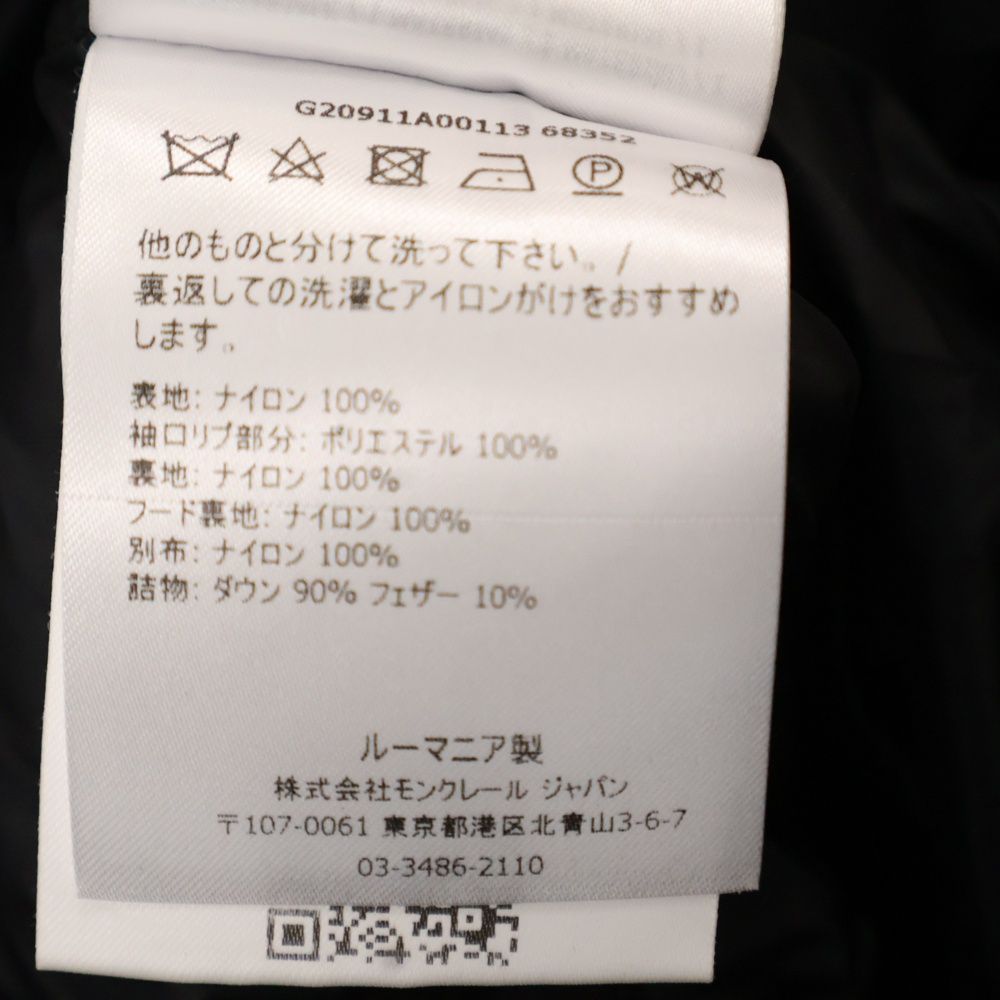 G20911A00113 68352
P
W
他のものと分けて洗って下さい。/
裏返しての洗濯とアイロンがけをおすすめ
します。
表地: ナイロン 100%
袖口リブ部分: ポリエステル 100%
裏地: ナイロン 100%
フード裏地: ナイロン 100%
別布: ナイロン 100%
詰物: ダウン 90% フェザー 10%
ルーマニア製
株式会社モンクレール ジャパン
〒107-0061 東京都港区北青山3-6-7
03-3486-2110